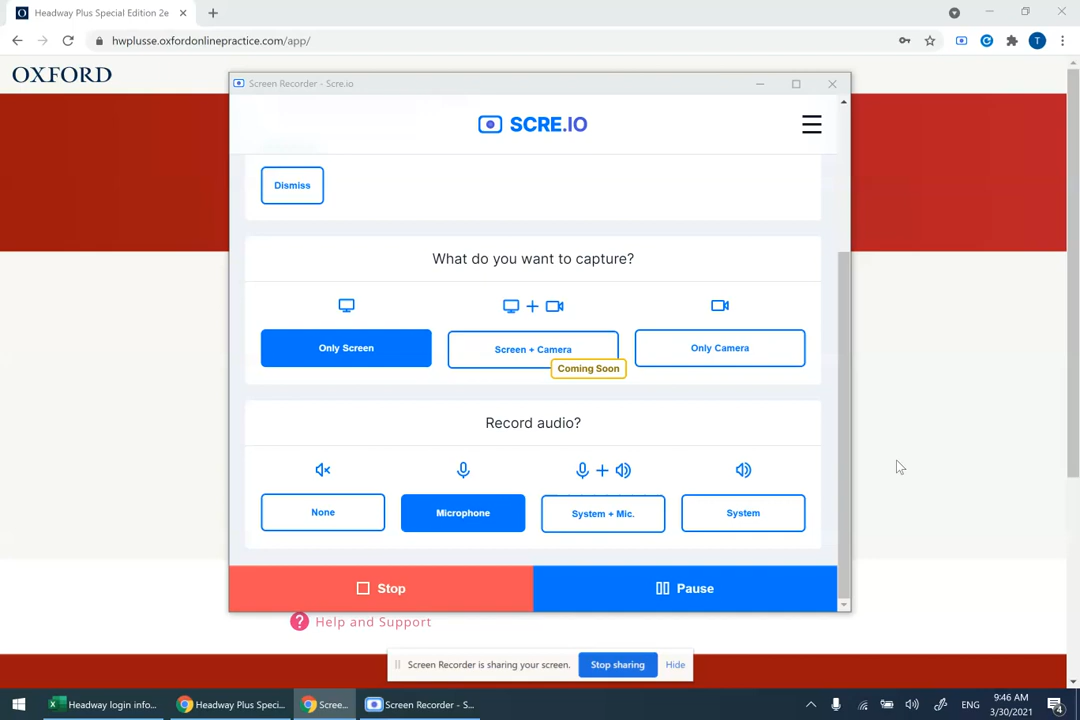 Headway Plus Special Edition 2e
hwplusse.oxfordonlinepractice.com/app/
T
OXFORD
Screen Recorder - Scre.io
SCRE.IO
Dismiss
What do you want to capture?
Only Screen
Screen + Camera
Only Camera
Coming Soon
Record audio?
None
Microphone
System + Mic.
System
Stop
Pause
Help and Support
Screen Recorder is sharing your screen.
Stop sharing
Hide
Headway login info...
Headway Plus Speci...
Scree...
Screen Recorder - S...
ENG
9:46 AM
3/30/2021
4